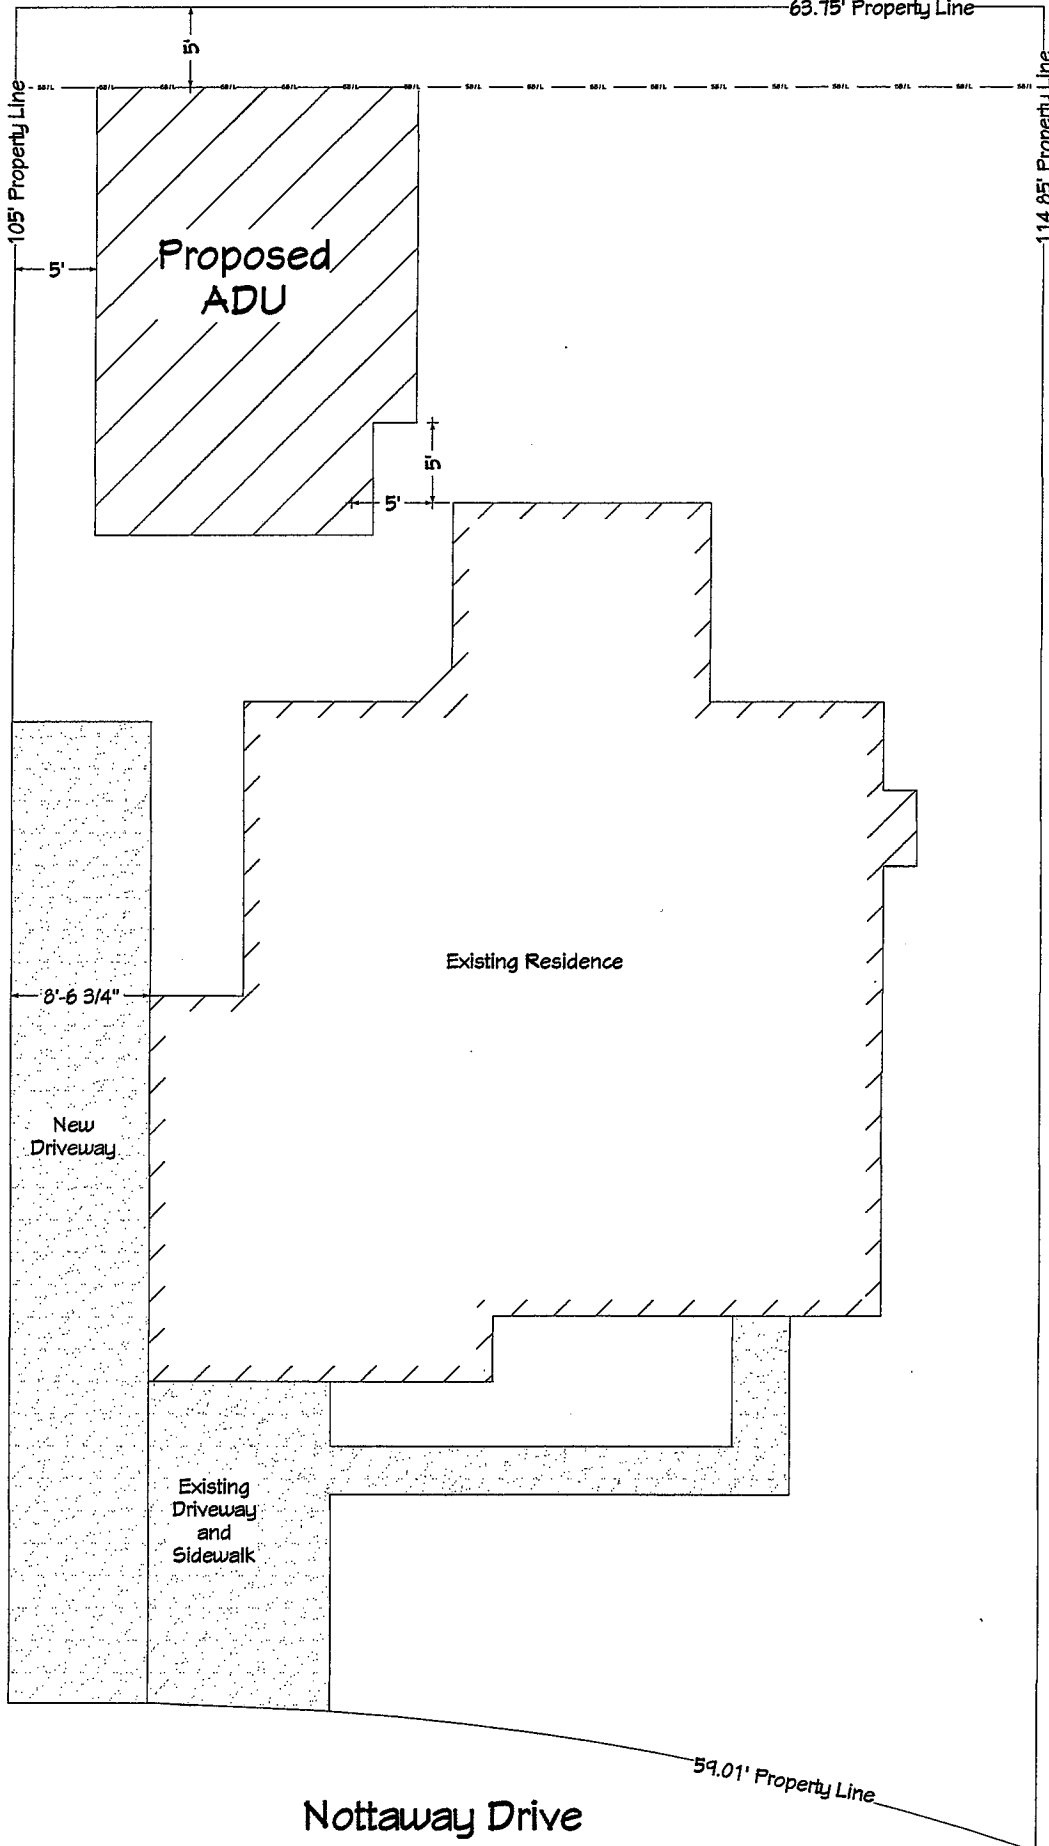 63.75' Property Line
5'
105' Property Line
114.85' Property Line
Proposed
ADU
5'
5'
5'
Existing Residence
8'-6 3/4"
New
Driveway
Existing
Driveway
and
Sidewalk
59.01' Property Line
Nottaway Drive